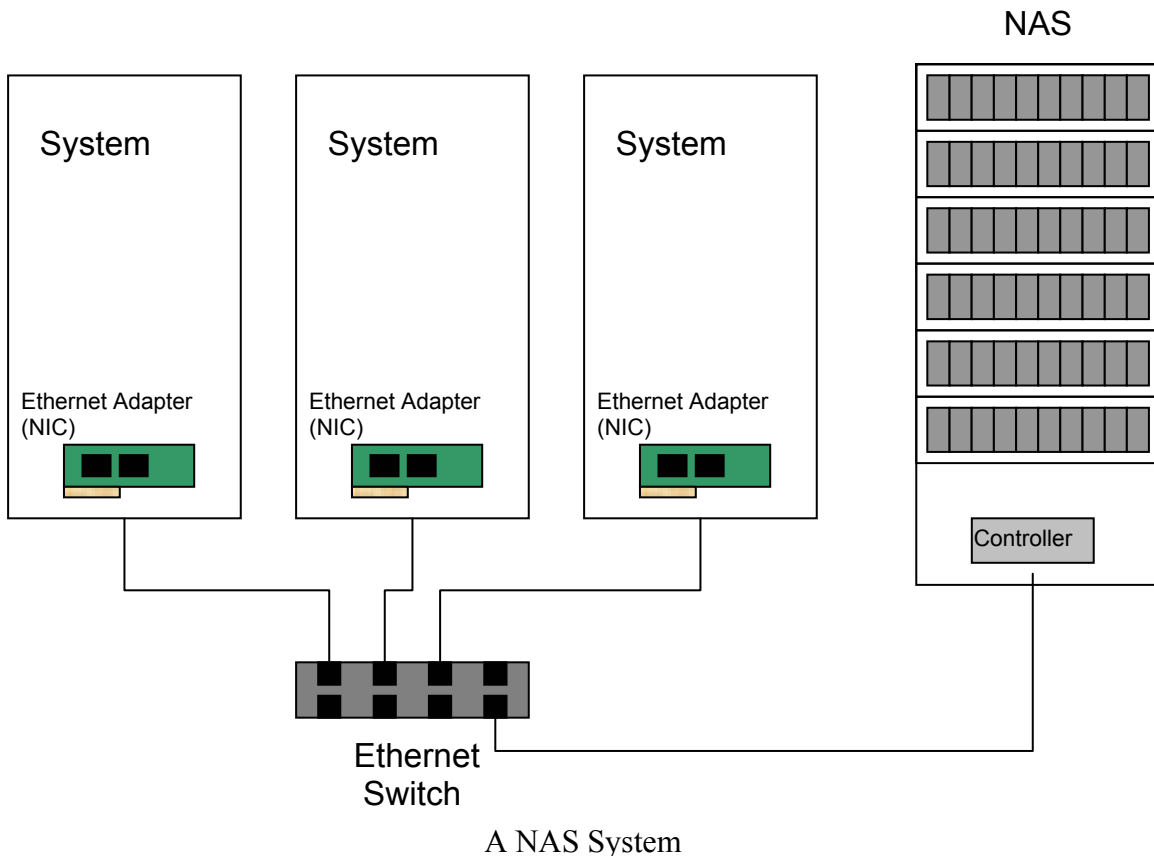 NAS
System
System
System
Ethernet Adapter
(NIC)
Ethernet Adapter
(NIC)
Ethernet Adapter
(NIC)
Controller
Ethernet
Switch
A NAS System